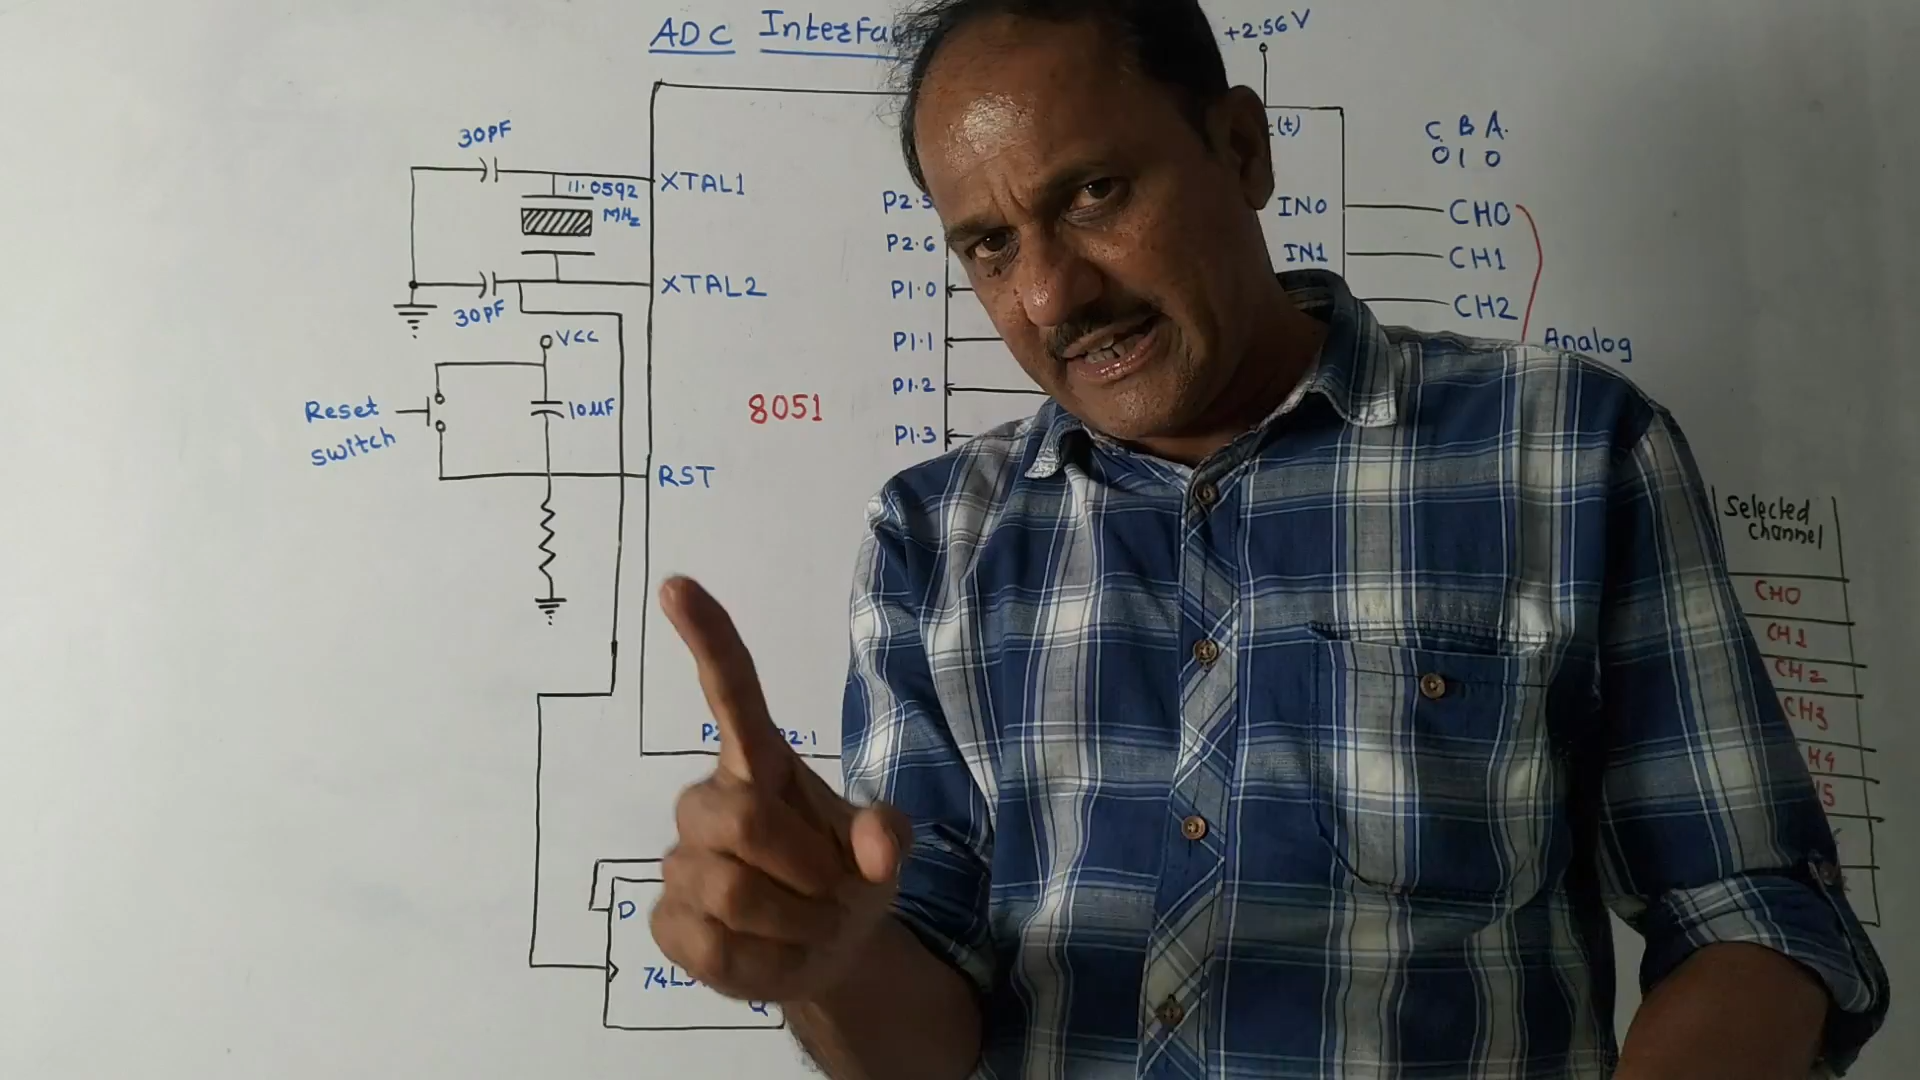 ADC
+2.56 V
30PF
C B A.
0 1 0
11.0592
MHz
XTAL1
P2.5
IN0
CH0
P2.6
IN1
CH1
XTAL2
P1.0
30PF
CH2
VCC
P1.1
Analog
P1.2
Reset
switch
10µF
8051
P1.3
RST
Selected
channel
CH0
CH1
CH2
CH3
D
Q